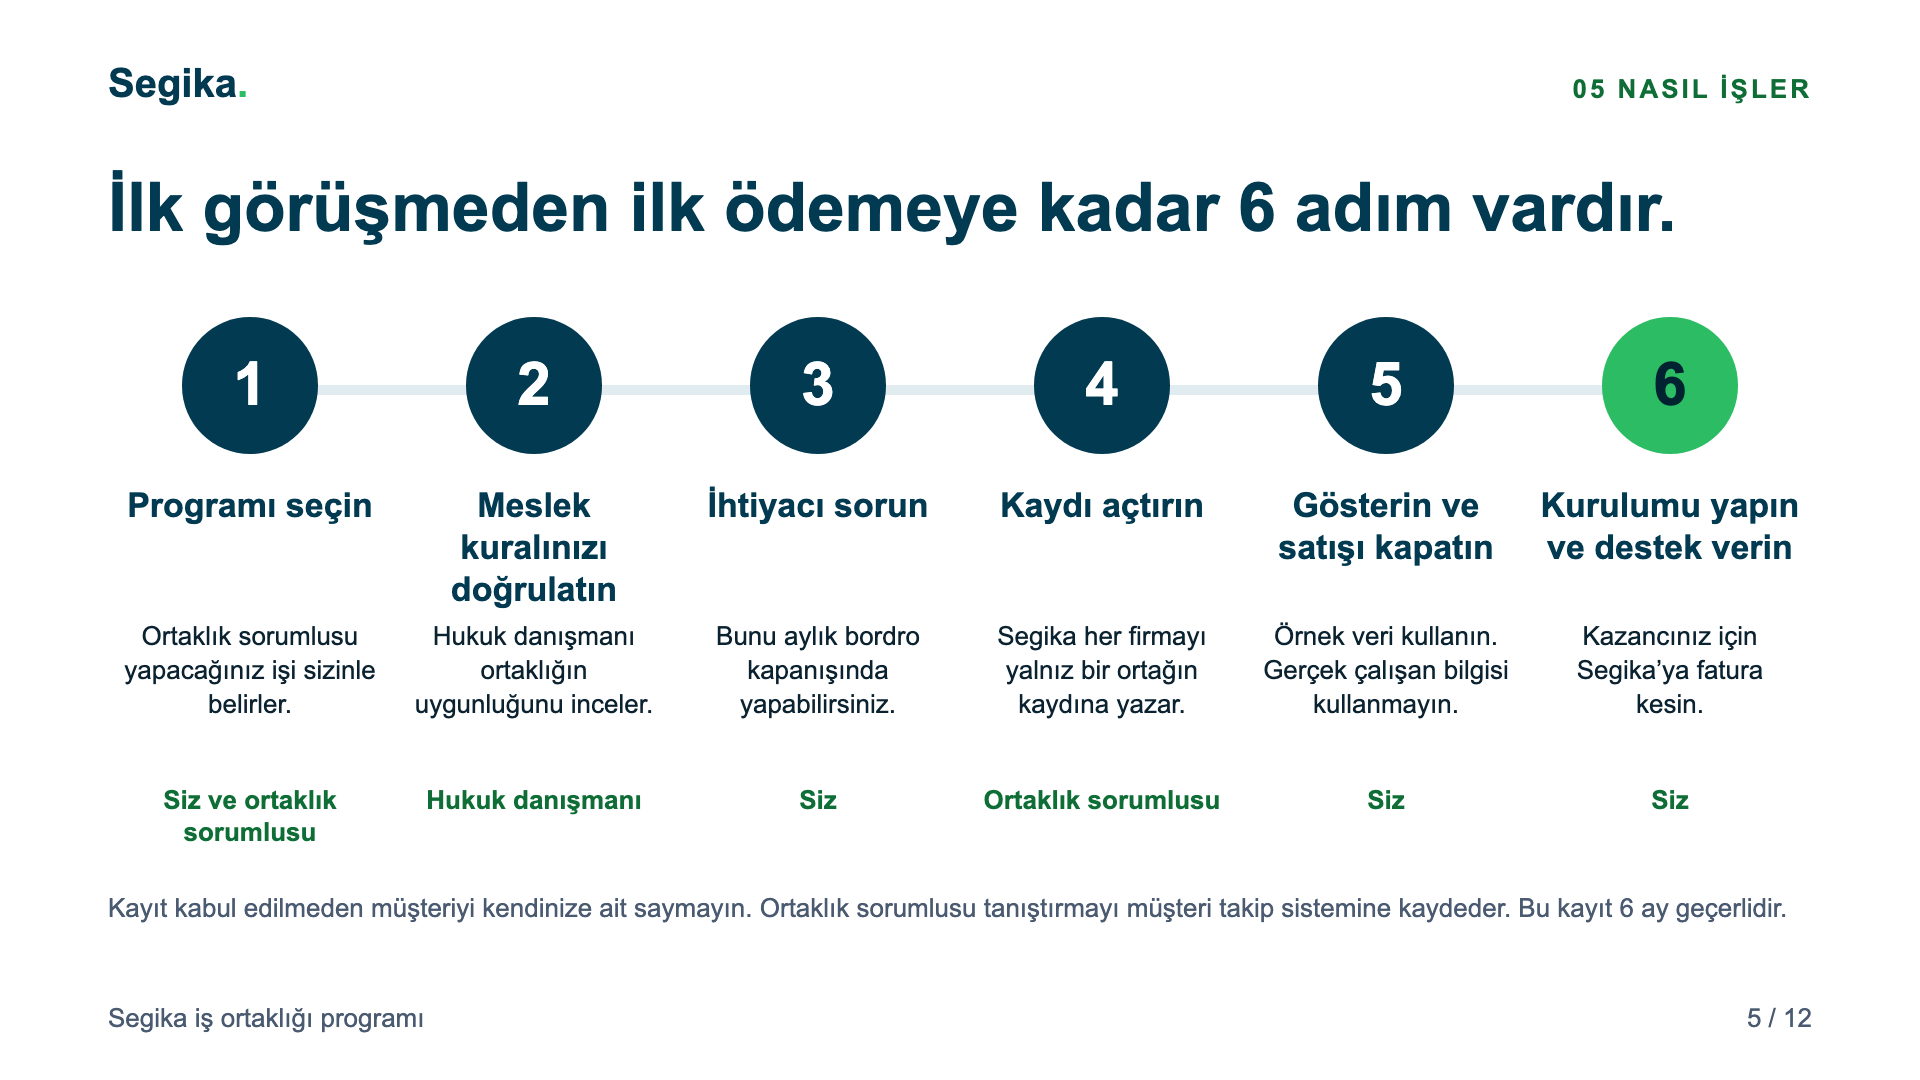 Segika.
05 NASIL İŞLER
İlk görüşmeden ilk ödemeye kadar 6 adım vardır.
1
2
3
4
5
6
Programı seçin
Meslek
kuralınızı
doğrulatın
İhtiyacı sorun
Kaydı açtırın
Gösterin ve
satışı kapatın
Kurulumu yapın
ve destek verin
Ortaklık sorumlusu
yapacağınız işi sizinle
belirler.
Hukuk danışmanı
ortaklığın
uygunluğunu inceler.
Bunu aylık bordro
kapanışında
yapabilirsiniz.
Segika her firmayı
yalnız bir ortağın
kaydına yazar.
Örnek veri kullanın.
Gerçek çalışan bilgisi
kullanmayın.
Kazancınız için
Segika’ya fatura
kesin.
Siz ve ortaklık
sorumlusu
Hukuk danışmanı
Siz
Ortaklık sorumlusu
Siz
Siz
Kayıt kabul edilmeden müşteriyi kendinize ait saymayın. Ortaklık sorumlusu tanıştırmayı müşteri takip sistemine kaydeder. Bu kayıt 6 ay geçerlidir.
Segika iş ortaklığı programı
5 / 12